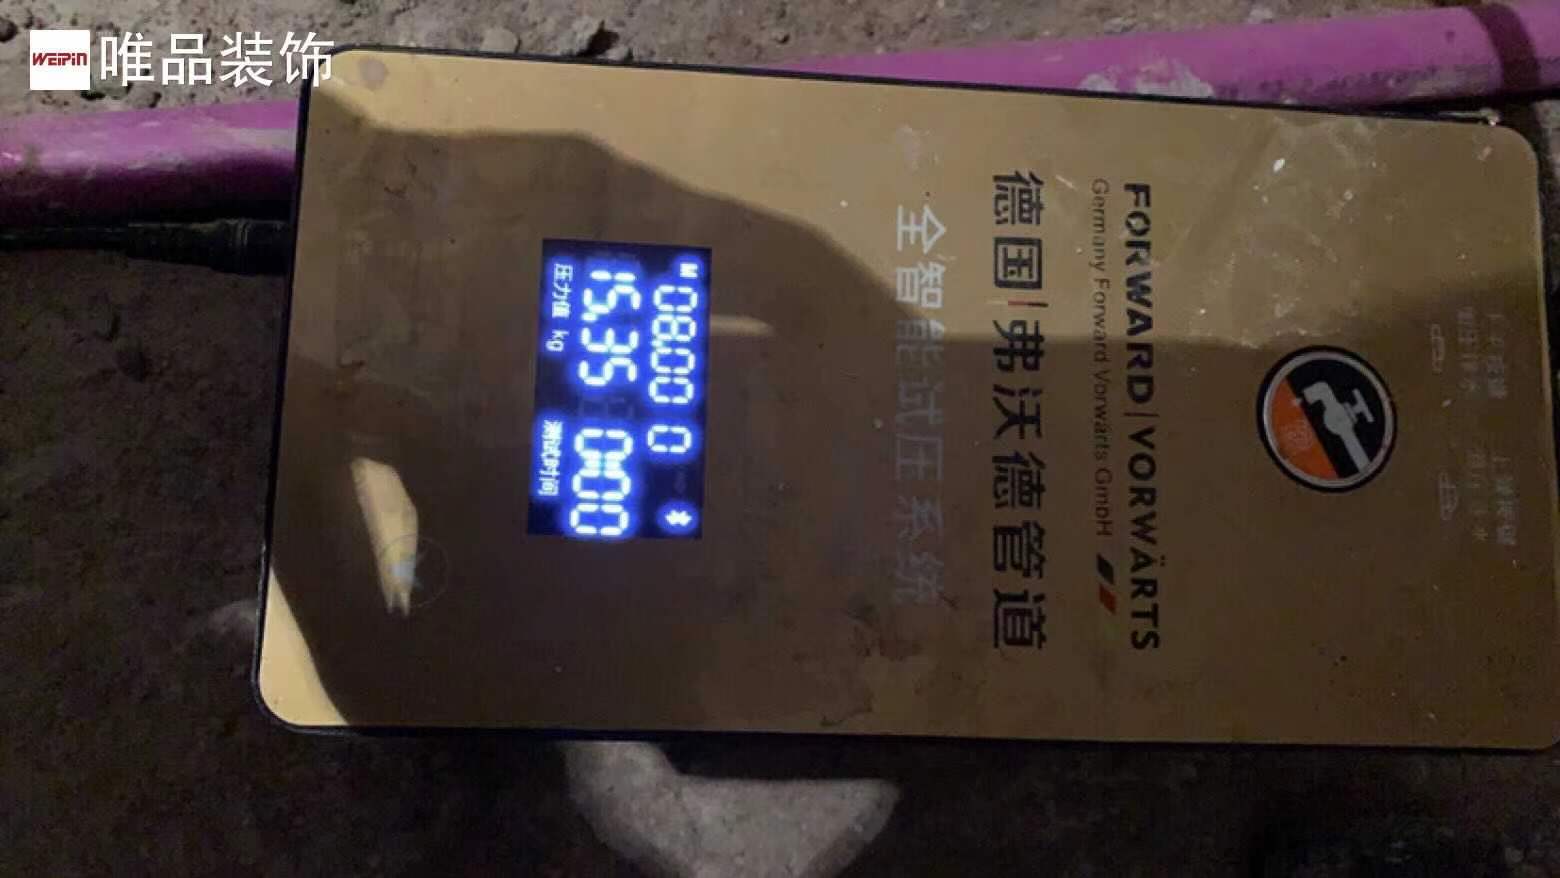 WEIPIN
唯品装饰
FORWARD|VORWÄRTS
Germany Forward Vorwärts GmbH
德国|弗沃德管道
全智能试压系统
M 08.00 0
15.35 00:00
压力值 kg 测试时间